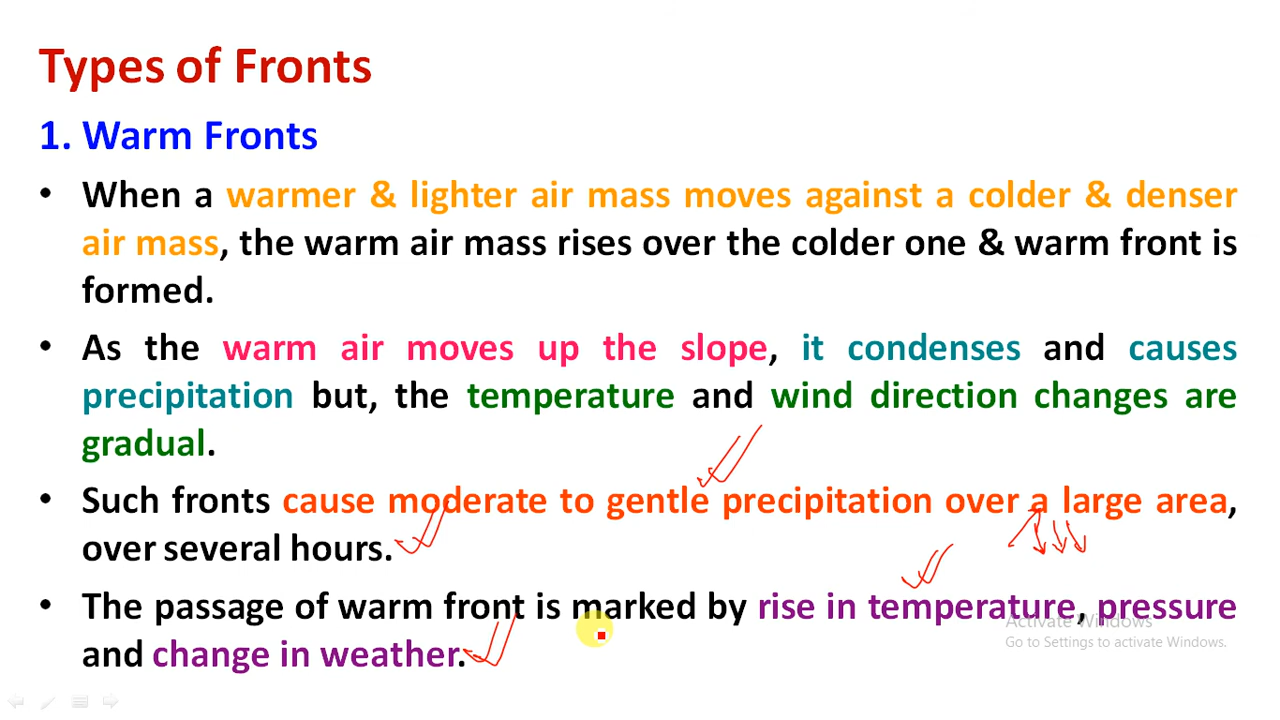 Types of Fronts
1. Warm Fronts
• When a warmer & lighter air mass moves against a colder & denser
air mass, the warm air mass rises over the colder one & warm front is
formed.
• As the warm air moves up the slope, it condenses and causes
precipitation but, the temperature and wind direction changes are
gradual.
• Such fronts cause moderate to gentle precipitation over a large area,
over several hours.
• The passage of warm front is marked by rise in temperature, pressure
and change in weather.
Activate Windows
Go to Settings to activate Windows.